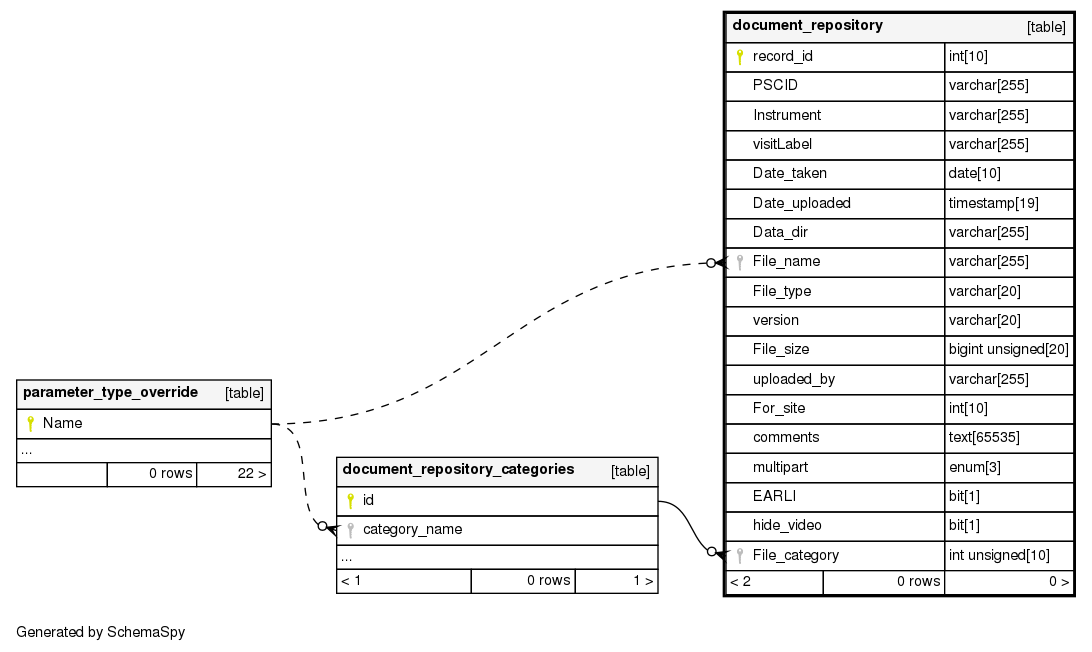 document_repository [table]
record_id int[10]
PSCID varchar[255]
Instrument varchar[255]
visitLabel varchar[255]
Date_taken date[10]
Date_uploaded timestamp[19]
Data_dir varchar[255]
File_name varchar[255]
File_type varchar[20]
version varchar[20]
File_size bigint unsigned[20]
uploaded_by varchar[255]
For_site int[10]
comments text[65535]
multipart enum[3]
EARLI bit[1]
hide_video bit[1]
File_category int unsigned[10]
< 2 0 rows 0 >
parameter_type_override [table]
Name
...
0 rows 22 >
document_repository_categories [table]
id
category_name
...
< 1 0 rows 1 >
Generated by SchemaSpy